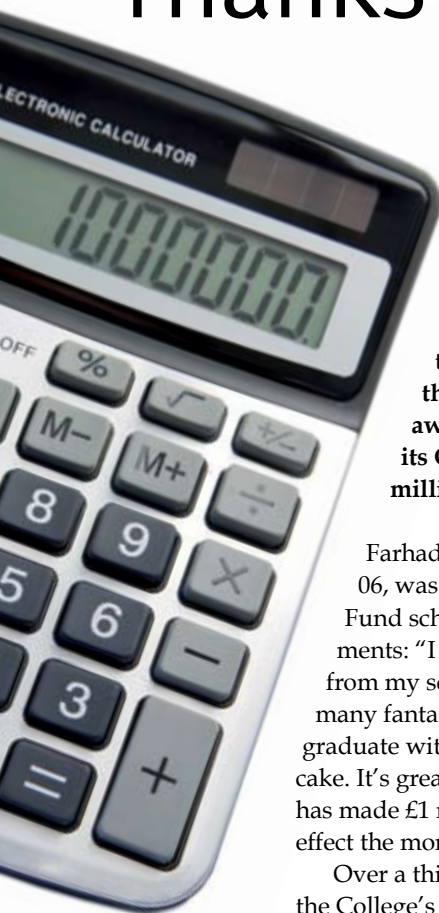 Thanks
ELECTRONIC CALCULATOR
1000000.
OFF
%
√
+/-
M−
M+
÷
8
9
×
5
6
−
3
=
+
th
aw
its
milli
Farhad
06, was
Fund sch
ments: “I
from my s
many fanta
graduate wit
cake. It’s grea
has made £1
effect the mon
Over a thi
the College’s